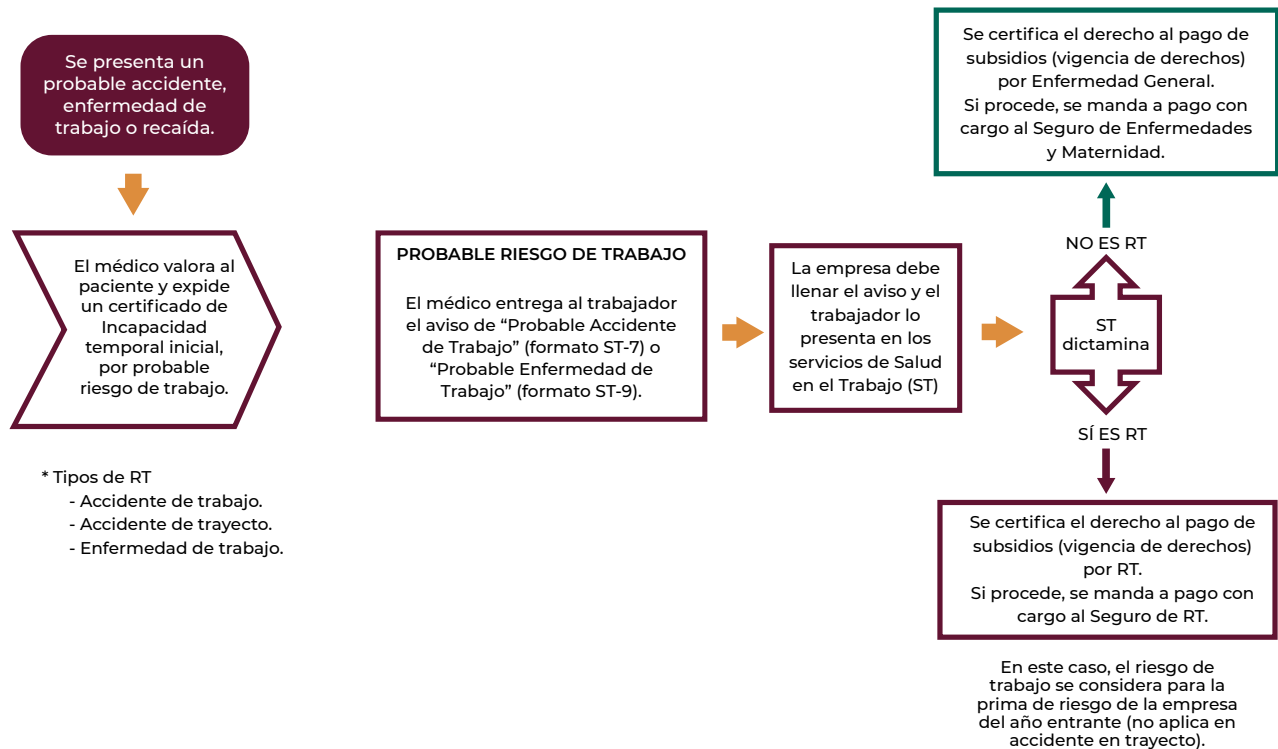 Se presenta un
probable accidente,
enfermedad de
trabajo o recaída.
El médico valora al
paciente y expide
un certificado de
Incapacidad
temporal inicial,
por probable
riesgo de trabajo.
* Tipos de RT
- Accidente de trabajo.
- Accidente de trayecto.
- Enfermedad de trabajo.
PROBABLE RIESGO DE TRABAJO
El médico entrega al trabajador
el aviso de “Probable Accidente
de Trabajo” (formato ST-7) o
“Probable Enfermedad de
Trabajo” (formato ST-9).
La empresa debe
llenar el aviso y el
trabajador lo
presenta en los
servicios de Salud
en el Trabajo (ST)
ST
dictamina
NO ES RT
Se certifica el derecho al pago de
subsidios (vigencia de derechos)
por Enfermedad General.
Si procede, se manda a pago con
cargo al Seguro de Enfermedades
y Maternidad.
SÍ ES RT
Se certifica el derecho al pago de
subsidios (vigencia de derechos)
por RT.
Si procede, se manda a pago con
cargo al Seguro de RT.
En este caso, el riesgo de
trabajo se considera para la
prima de riesgo de la empresa
del año entrante (no aplica en
accidente en trayecto).